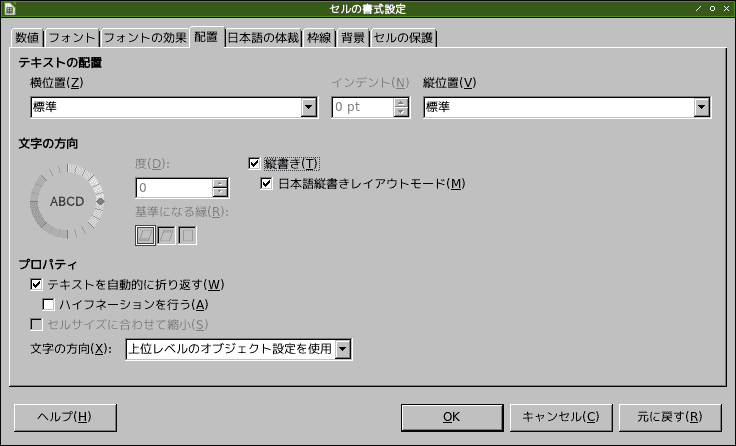 セルの書式設定
数値 フォント フォントの効果 配置 日本語の体裁 枠線 背景 セルの保護
テキストの配置
横位置(Z) インデント(N) 縦位置(V)
標準 0 pt 標準
文字の方向
度(D): 縦書き(T)
0 日本語縦書きレイアウトモード(M)
ABCD
基準になる縁(R):
プロパティ
テキストを自動的に折り返す(W)
ハイフネーションを行う(A)
セルサイズに合わせて縮小(S)
文字の方向(X): 上位レベルのオブジェクト設定を使用
ヘルプ(H) OK キャンセル(C) 元に戻す(R)